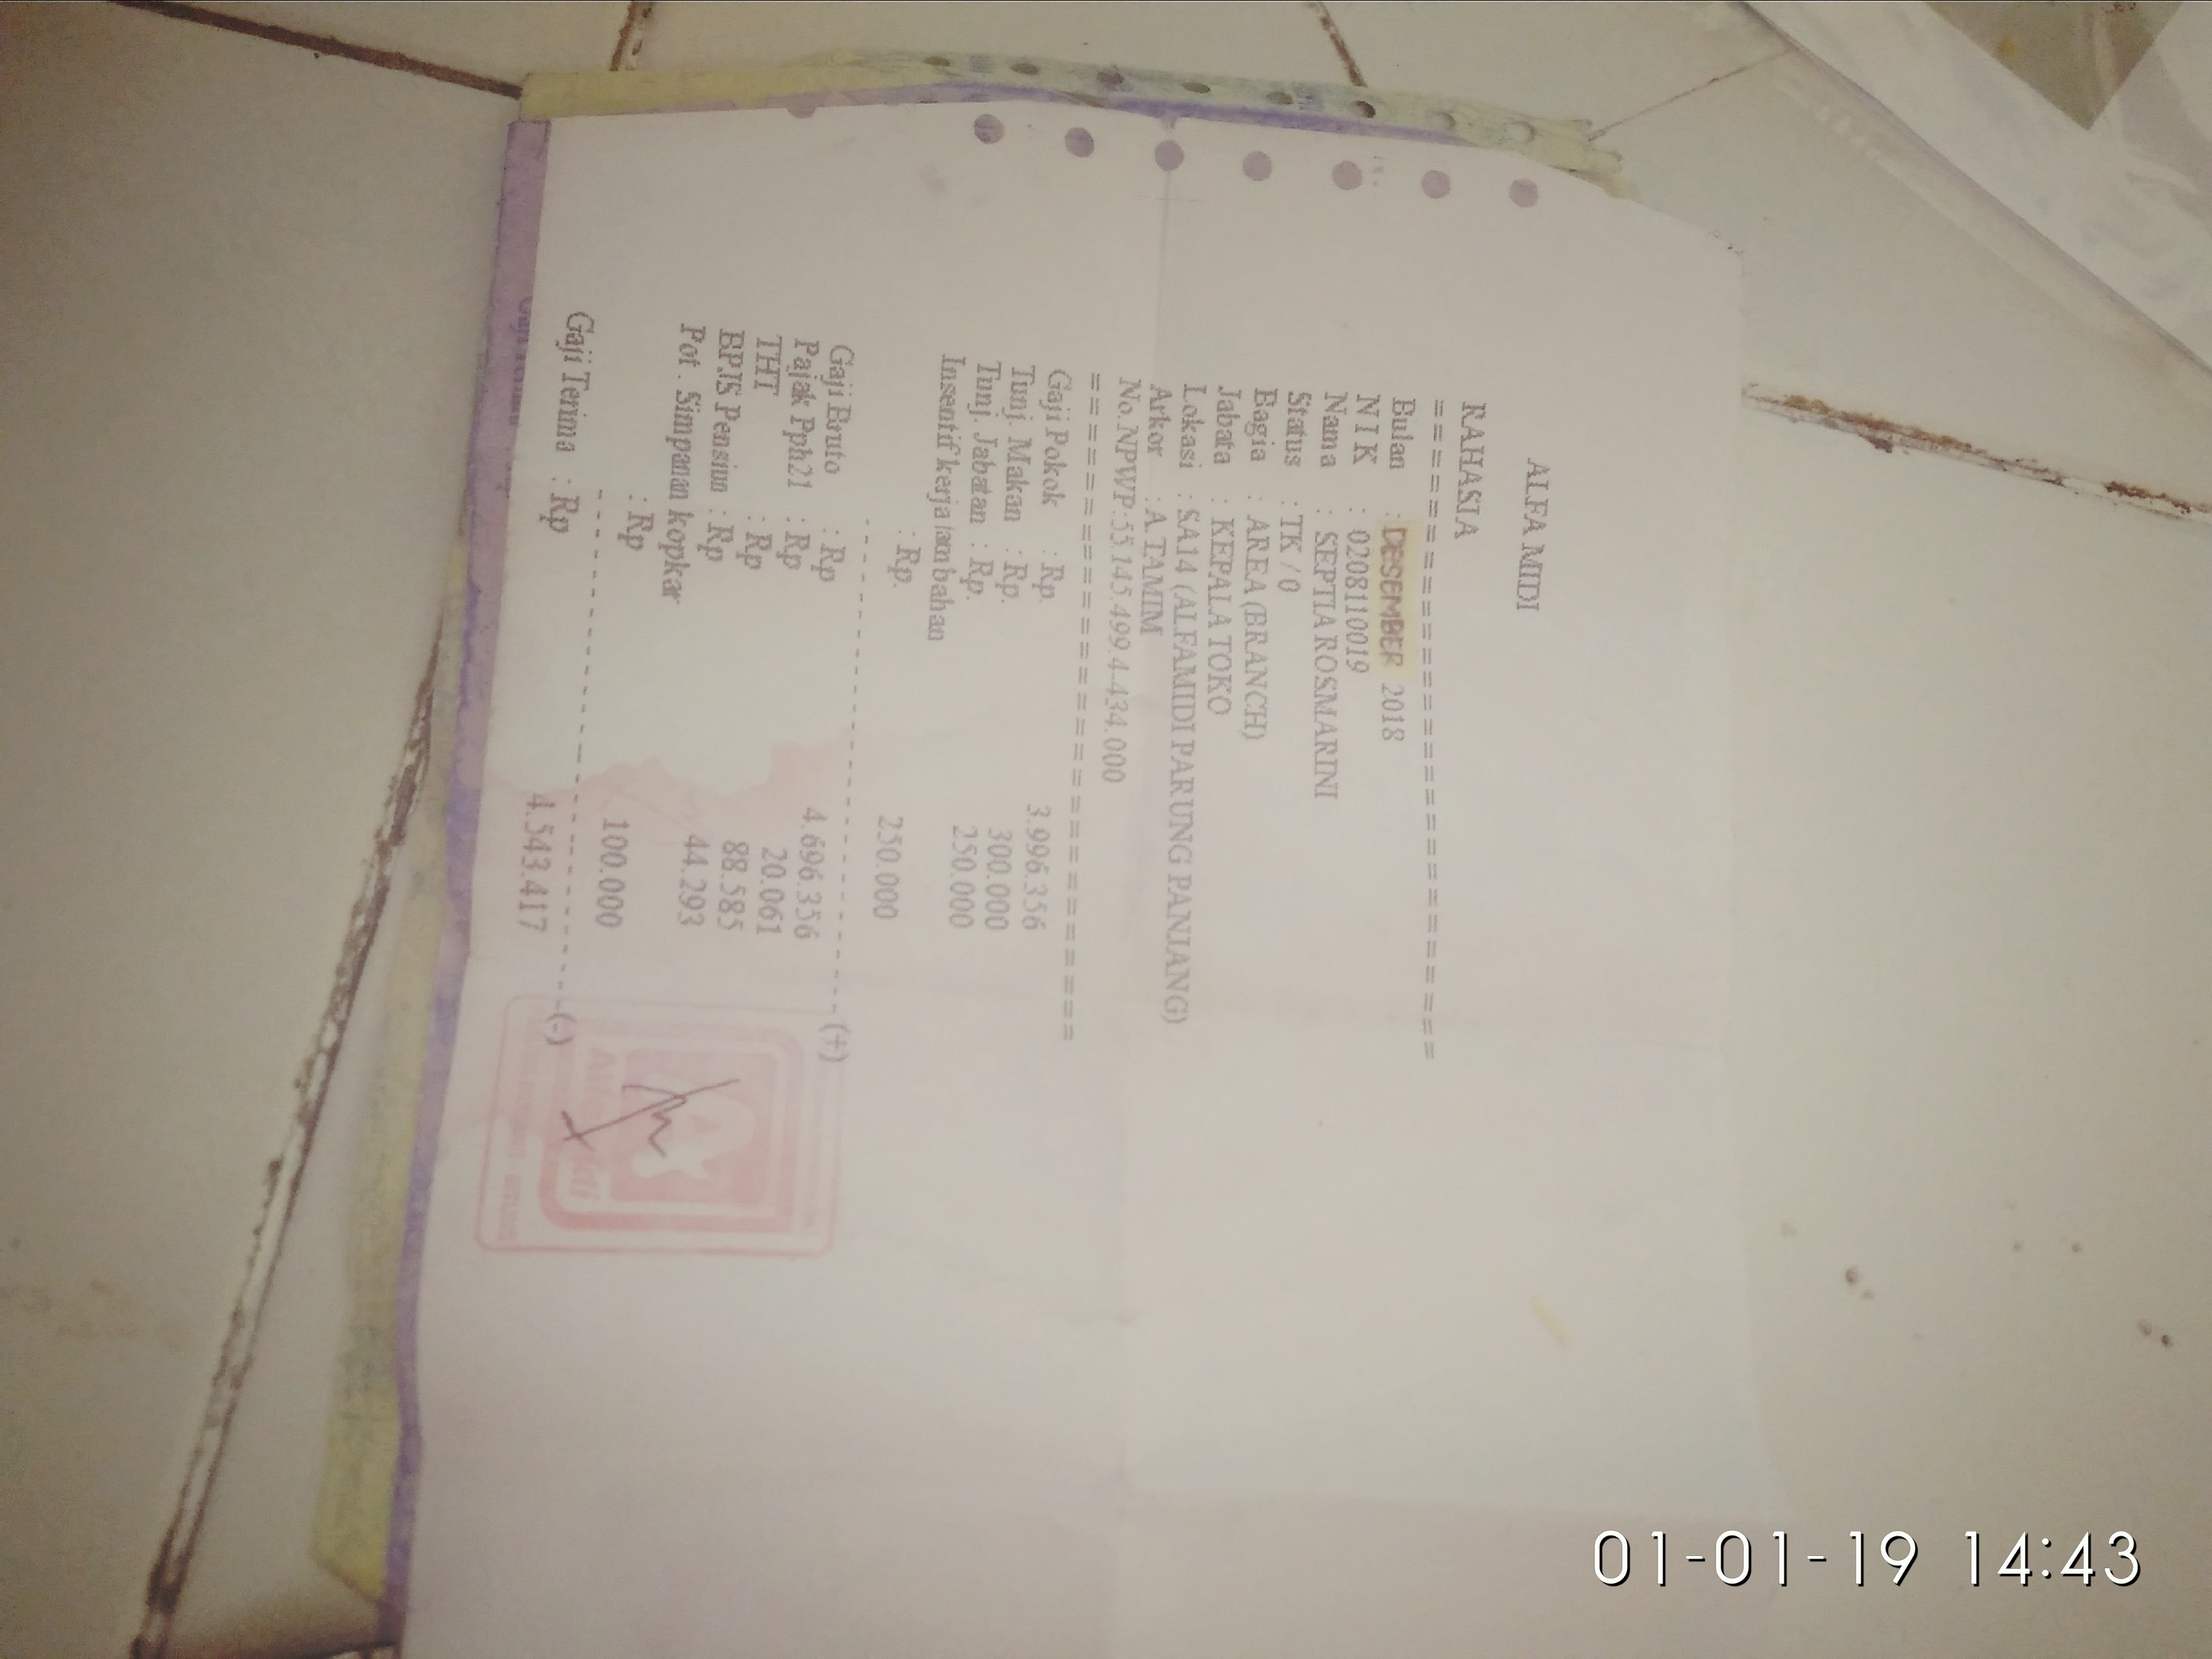 ALFA MIDI
RAHASIA
================================
Bulan : DESEMBER 2018
N I K : 0208110019
Nama : SEPTIA ROSMARINI
Status : TK / 0
Bagia : AREA (BRANCH)
Jabata : KEPALA TOKO
Lokasi : SA14 (ALFAMIDI PARUNG PANJANG)
Arkor : A. TAMIM
No. NPWP: 55.145.499.4.434.000
================================
Gaji Pokok : Rp. 3.996.356
Tunj. Makan : Rp. 300.000
Tunj. Jabatan : Rp. 250.000
Insentif kerja tambahan
: Rp. 250.000
--------------------------------(+)
Gaji Bruto : Rp 4.696.356
Pajak Pph21 : Rp 20.061
THT : Rp 88.585
BPJS Pensiun : Rp 44.293
Pot . Simpanan kopkar
: Rp 100.000
--------------------------------(-)
Gaji Terima : Rp 4.543.417
01-01-19 14:43